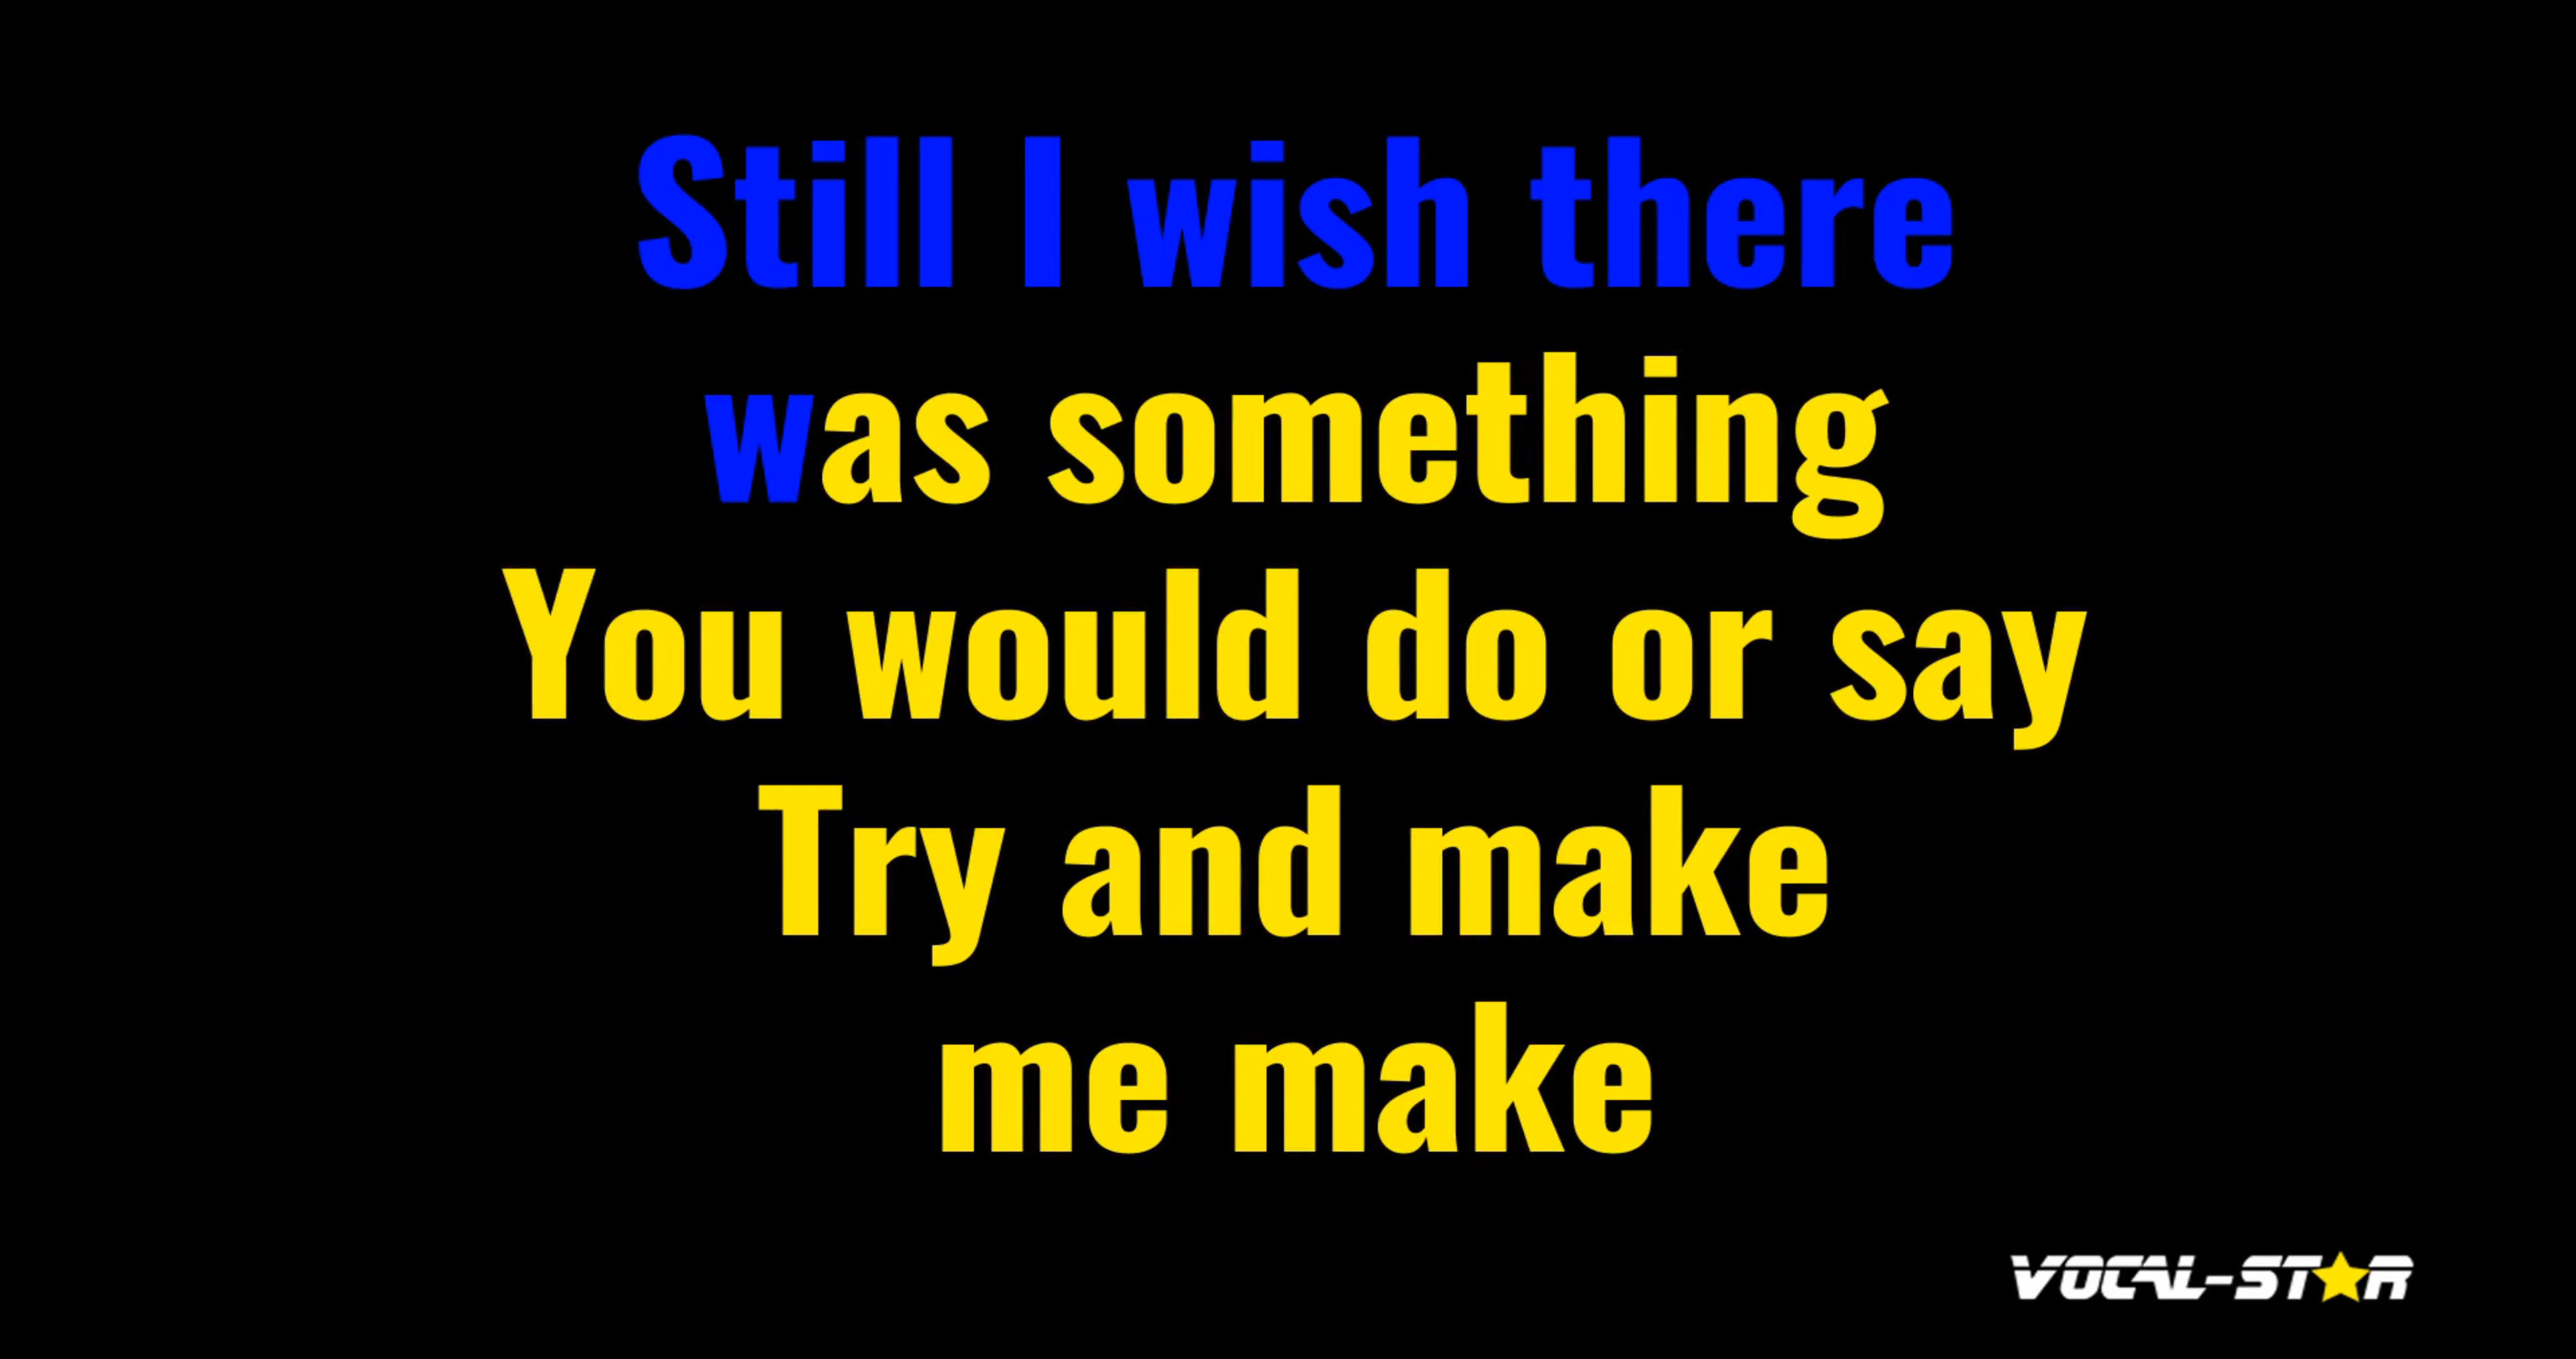 Still I wish there
was something
You would do or say
Try and make
me make
VOCAL-STAR